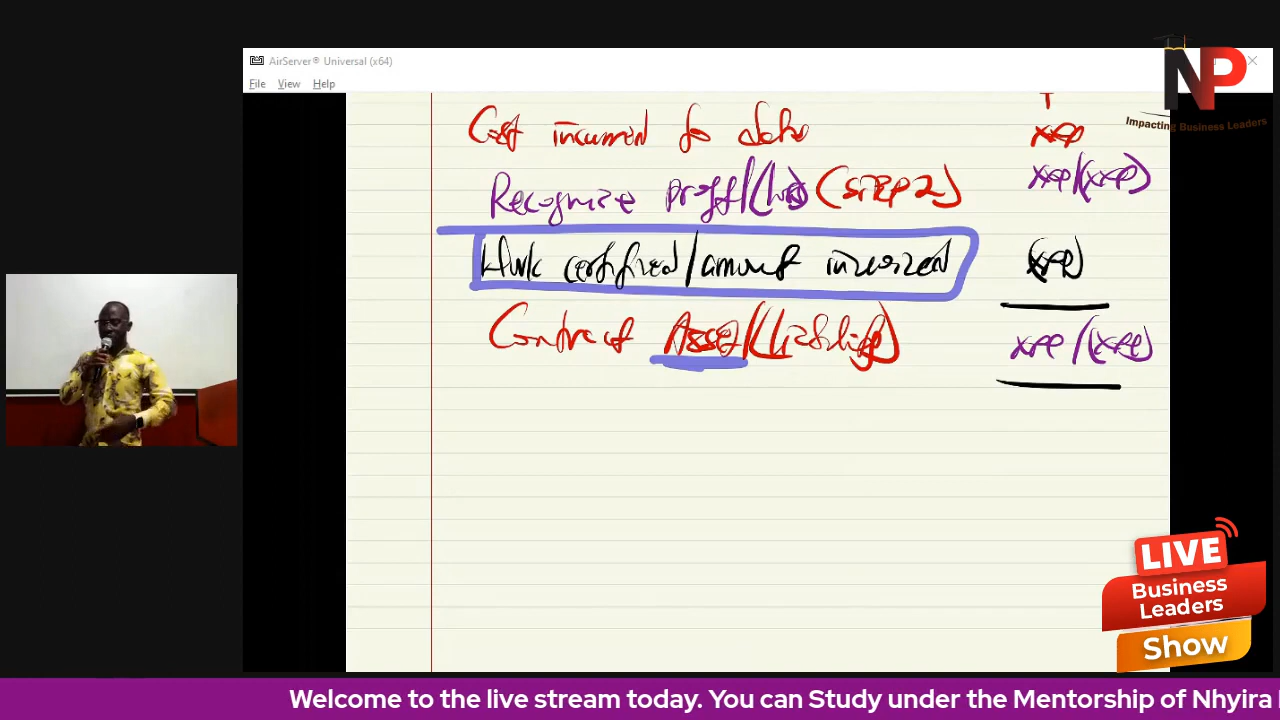 AirServer® Universal (x64)
File View Help
NP
Impacting Business Leaders
Cost incurred to date xxx
Recognize profit/(loss) (STEP 2) xxx/(xxx)
Work certified/amount invoiced (xxx)
Contract Asset/(Liability) xxx/(xxx)
LIVE
Business
Leaders
Show
Welcome to the live stream today. You can Study under the Mentorship of Nhyira